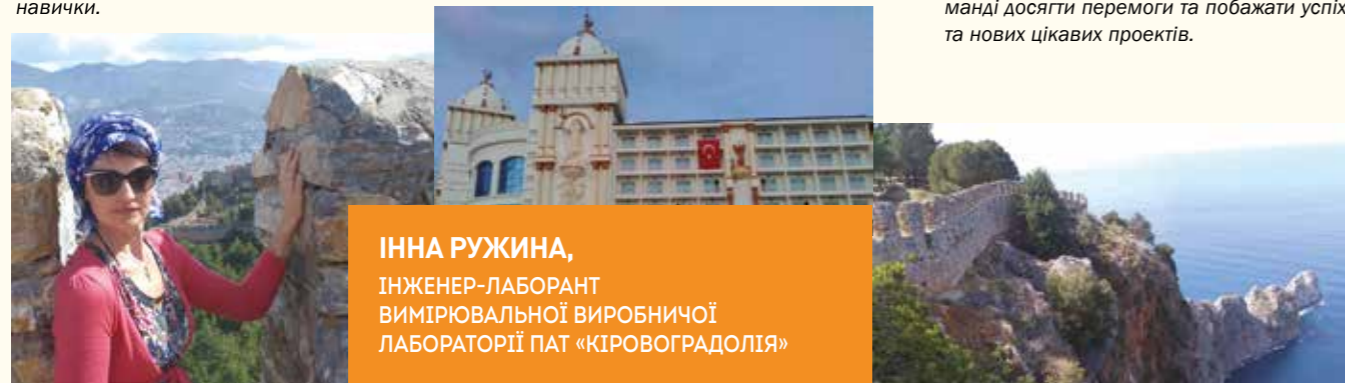 навички.
манді досягти перемоги та побажати успіх
та нових цікавих проектів.
ІННА РУЖИНА,
ІНЖЕНЕР-ЛАБОРАНТ
ВИМІРЮВАЛЬНОЇ ВИРОБНИЧОЇ
ЛАБОРАТОРІЇ ПАТ «КІРОВОГРАДОЛІЯ»